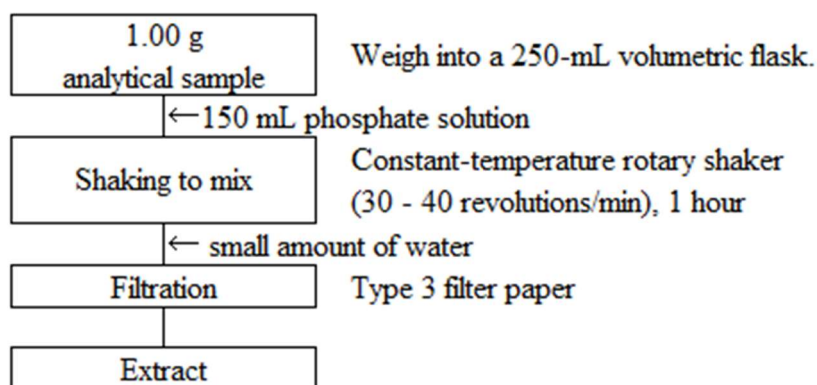 1.00 g
analytical sample
Weigh into a 250-mL volumetric flask.
←150 mL phosphate solution
Shaking to mix
Constant-temperature rotary shaker
(30 - 40 revolutions/min), 1 hour
← small amount of water
Filtration
Type 3 filter paper
Extract